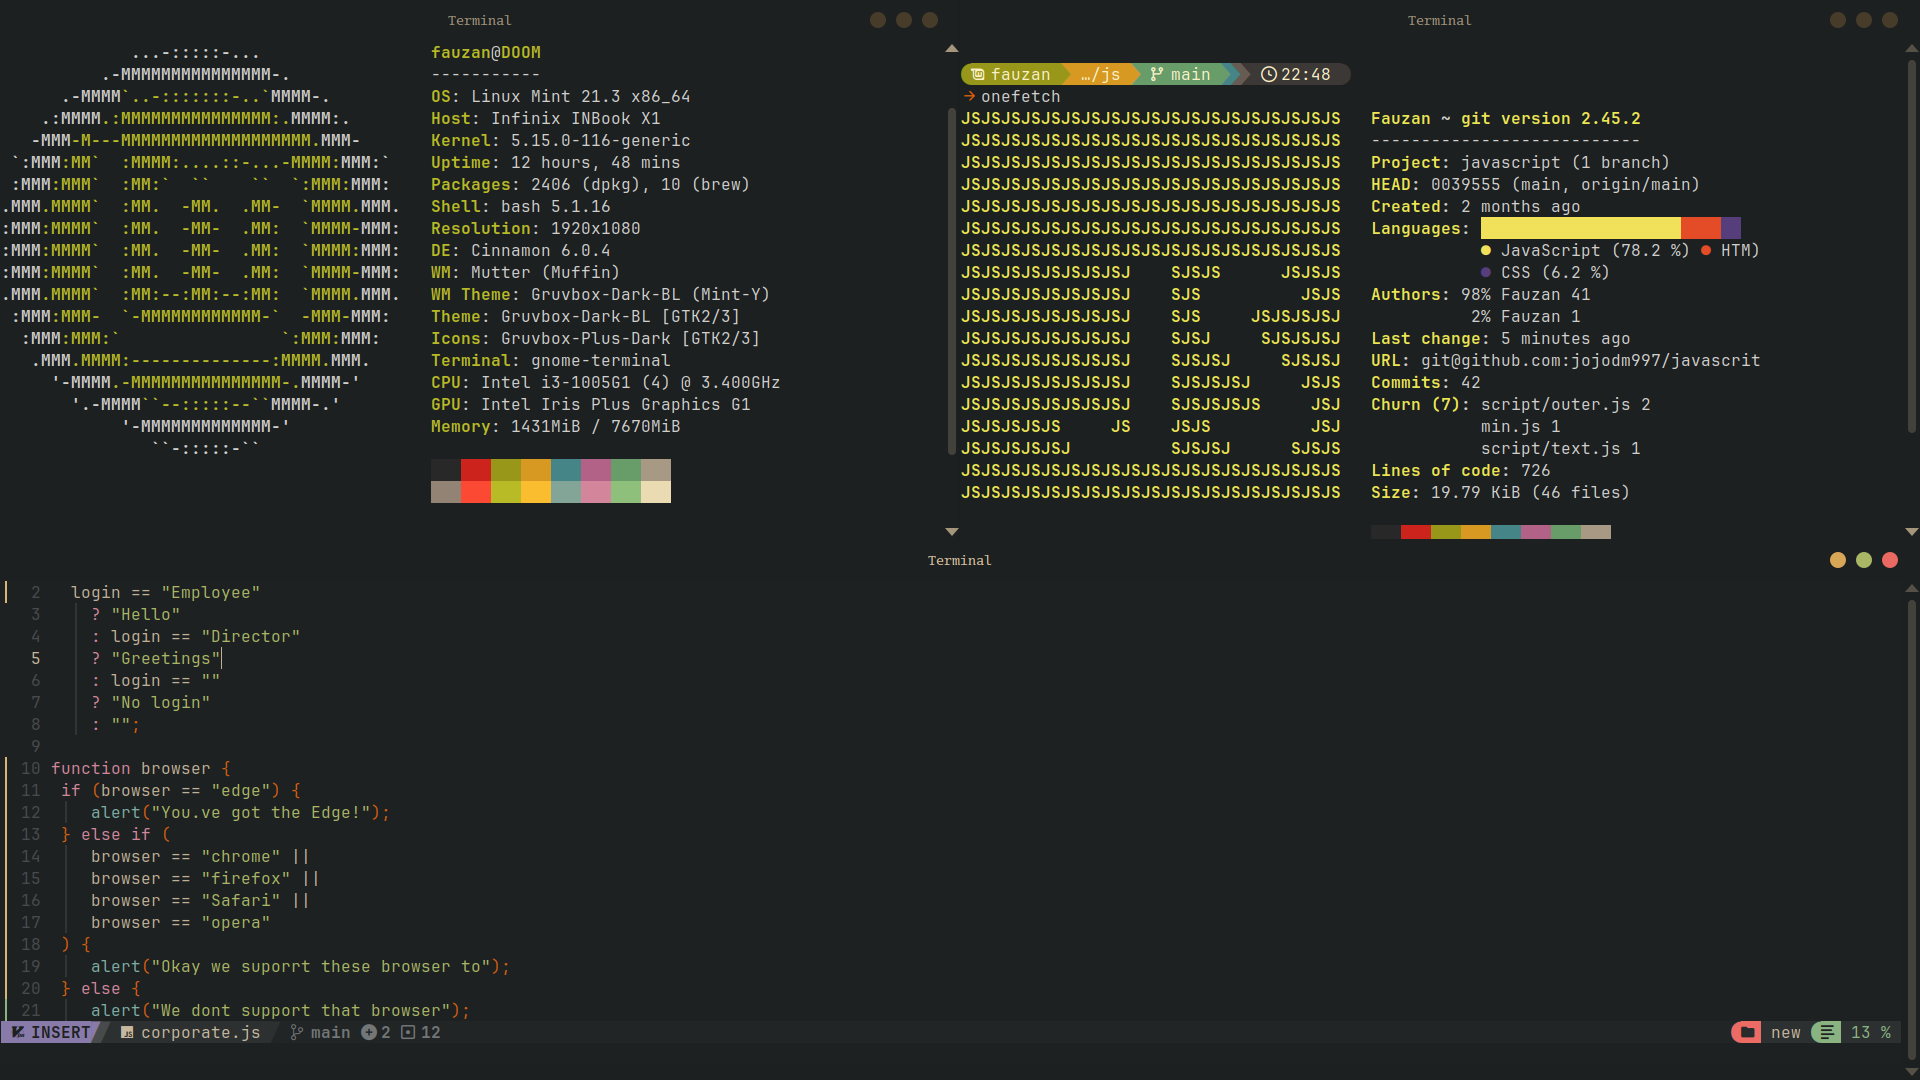 Terminal
...-:::::-...
.-MMMMMMMMMMMMMMM-.
.-MMMM`..-:::::::-..`MMMM-.
.:MMMM.:MMMMMMMMMMMMMMM:.MMMM:.
-MMM-M---MMMMMMMMMMMMMMMMMMM.MMM-
`:MMM:MM`  :MMMM:....::-...-MMMM:MMM:`
:MMM:MMM`  :MM:`  ``    ``  `:MMM:MMM:
.MMM.MMMM`  :MM.  -MM.  .MM-  `MMMM.MMM.
:MMM:MMMM`  :MM.  -MM-  .MM:  `MMMM-MMM:
:MMM:MMMM`  :MM.  -MM-  .MM:  `MMMM:MMM:
:MMM:MMMM`  :MM.  -MM-  .MM:  `MMMM-MMM:
.MMM.MMMM`  :MM:--:MM:--:MM:  `MMMM.MMM.
:MMM:MMM-  `-MMMMMMMMMMMM-`  -MMM-MMM:
:MMM:MMM:`                `:MMM:MMM:
.MMM.MMMM:--------------:MMMM.MMM.
'-MMMM.-MMMMMMMMMMMMMMM-.MMMM-'
'.-MMMM``--:::::--``MMMM-.'
'-MMMMMMMMMMMMM-'
``-:::::-``
fauzan@DOOM
-----------
OS: Linux Mint 21.3 x86_64
Host: Infinix INBook X1
Kernel: 5.15.0-116-generic
Uptime: 12 hours, 48 mins
Packages: 2406 (dpkg), 10 (brew)
Shell: bash 5.1.16
Resolution: 1920x1080
DE: Cinnamon 6.0.4
WM: Mutter (Muffin)
WM Theme: Gruvbox-Dark-BL (Mint-Y)
Theme: Gruvbox-Dark-BL [GTK2/3]
Icons: Gruvbox-Plus-Dark [GTK2/3]
Terminal: gnome-terminal
CPU: Intel i3-1005G1 (4) @ 3.400GHz
GPU: Intel Iris Plus Graphics G1
Memory: 1431MiB / 7670MiB
Terminal
fauzan …/js main 22:48
→ onefetch
JSJSJSJSJSJSJSJSJSJSJSJSJSJSJSJSJSJSJS
JSJSJSJSJSJSJSJSJSJSJSJSJSJSJSJSJSJSJS
JSJSJSJSJSJSJSJSJSJSJSJSJSJSJSJSJSJSJS
JSJSJSJSJSJSJSJSJSJSJSJSJSJSJSJSJSJSJS
JSJSJSJSJSJSJSJSJSJSJSJSJSJSJSJSJSJSJS
JSJSJSJSJSJSJSJSJSJSJSJSJSJSJSJSJSJSJS
JSJSJSJSJSJSJSJSJSJSJSJSJSJSJSJSJSJSJS
JSJSJSJSJSJSJSJSJ    SJSJS      JSJSJS
JSJSJSJSJSJSJSJSJ    SJS          JSJS
JSJSJSJSJSJSJSJSJ    SJS     JSJSJSJSJ
JSJSJSJSJSJSJSJSJ    SJSJ     SJSJSJSJ
JSJSJSJSJSJSJSJSJ    SJSJSJ     SJSJSJ
JSJSJSJSJSJSJSJSJ    SJSJSJSJ     JSJS
JSJSJSJSJSJSJSJSJ    SJSJSJSJS     JSJ
JSJSJSJSJS     JS    JSJS          JSJ
JSJSJSJSJSJ          SJSJSJ      SJSJS
JSJSJSJSJSJSJSJSJSJSJSJSJSJSJSJSJSJSJS
JSJSJSJSJSJSJSJSJSJSJSJSJSJSJSJSJSJSJS
Fauzan ~ git version 2.45.2
---------------------------
Project: javascript (1 branch)
HEAD: 0039555 (main, origin/main)
Created: 2 months ago
Languages:
● JavaScript (78.2 %) ● HTM)
● CSS (6.2 %)
Authors: 98% Fauzan 41
2% Fauzan 1
Last change: 5 minutes ago
URL: git@github.com:jojodm997/javascrit
Commits: 42
Churn (7): script/outer.js 2
min.js 1
script/text.js 1
Lines of code: 726
Size: 19.79 KiB (46 files)
Terminal
2 login == "Employee"
3 ? "Hello"
4 : login == "Director"
5 ? "Greetings"
6 : login == ""
7 ? "No login"
8 : "";
9
10 function browser {
11 if (browser == "edge") {
12 alert("You.ve got the Edge!");
13 } else if (
14 browser == "chrome" ||
15 browser == "firefox" ||
16 browser == "Safari" ||
17 browser == "opera"
18 ) {
19 alert("Okay we suporrt these browser to");
20 } else {
21 alert("We dont support that browser");
INSERT corporate.js main 2 12 new 13 %